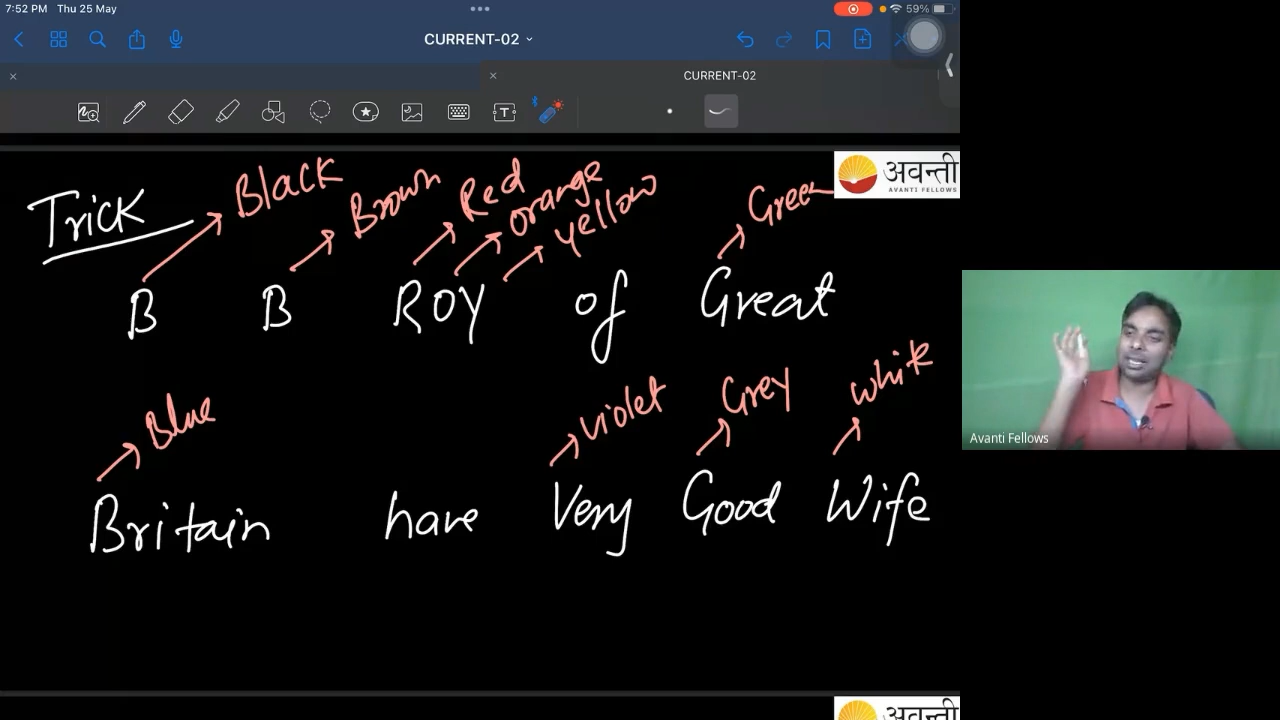 7:52 PM Thu 25 May
59%
CURRENT-02
CURRENT-02
अवन्ती
AVANTI FELLOWS
Trick
Black
Brown
Red
orange
yellow
Green
B B ROY of Great
Blue
violet
Grey
white
Britain have Very Good Wife
Avanti Fellows
अवन्ती